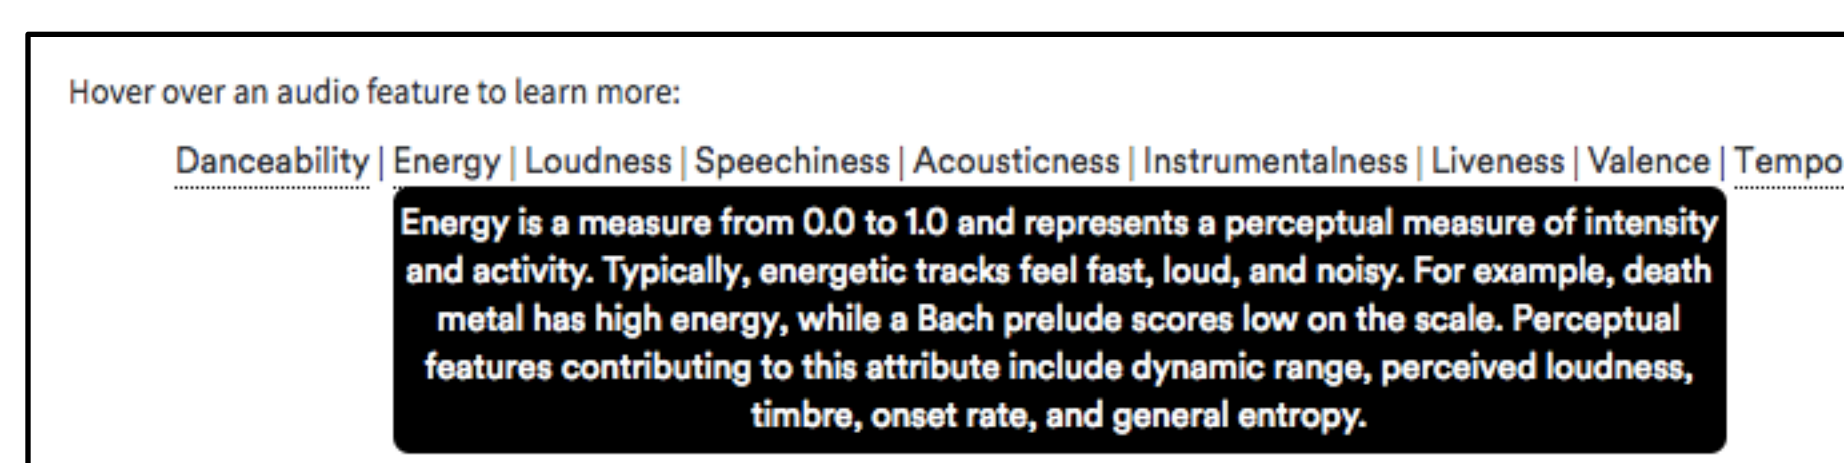 Hover over an audio feature to learn more:
Danceability | Energy | Loudness | Speechiness | Acousticness | Instrumentalness | Liveness | Valence | Tempo
Energy is a measure from 0.0 to 1.0 and represents a perceptual measure of intensity
and activity. Typically, energetic tracks feel fast, loud, and noisy. For example, death
metal has high energy, while a Bach prelude scores low on the scale. Perceptual
features contributing to this attribute include dynamic range, perceived loudness,
timbre, onset rate, and general entropy.